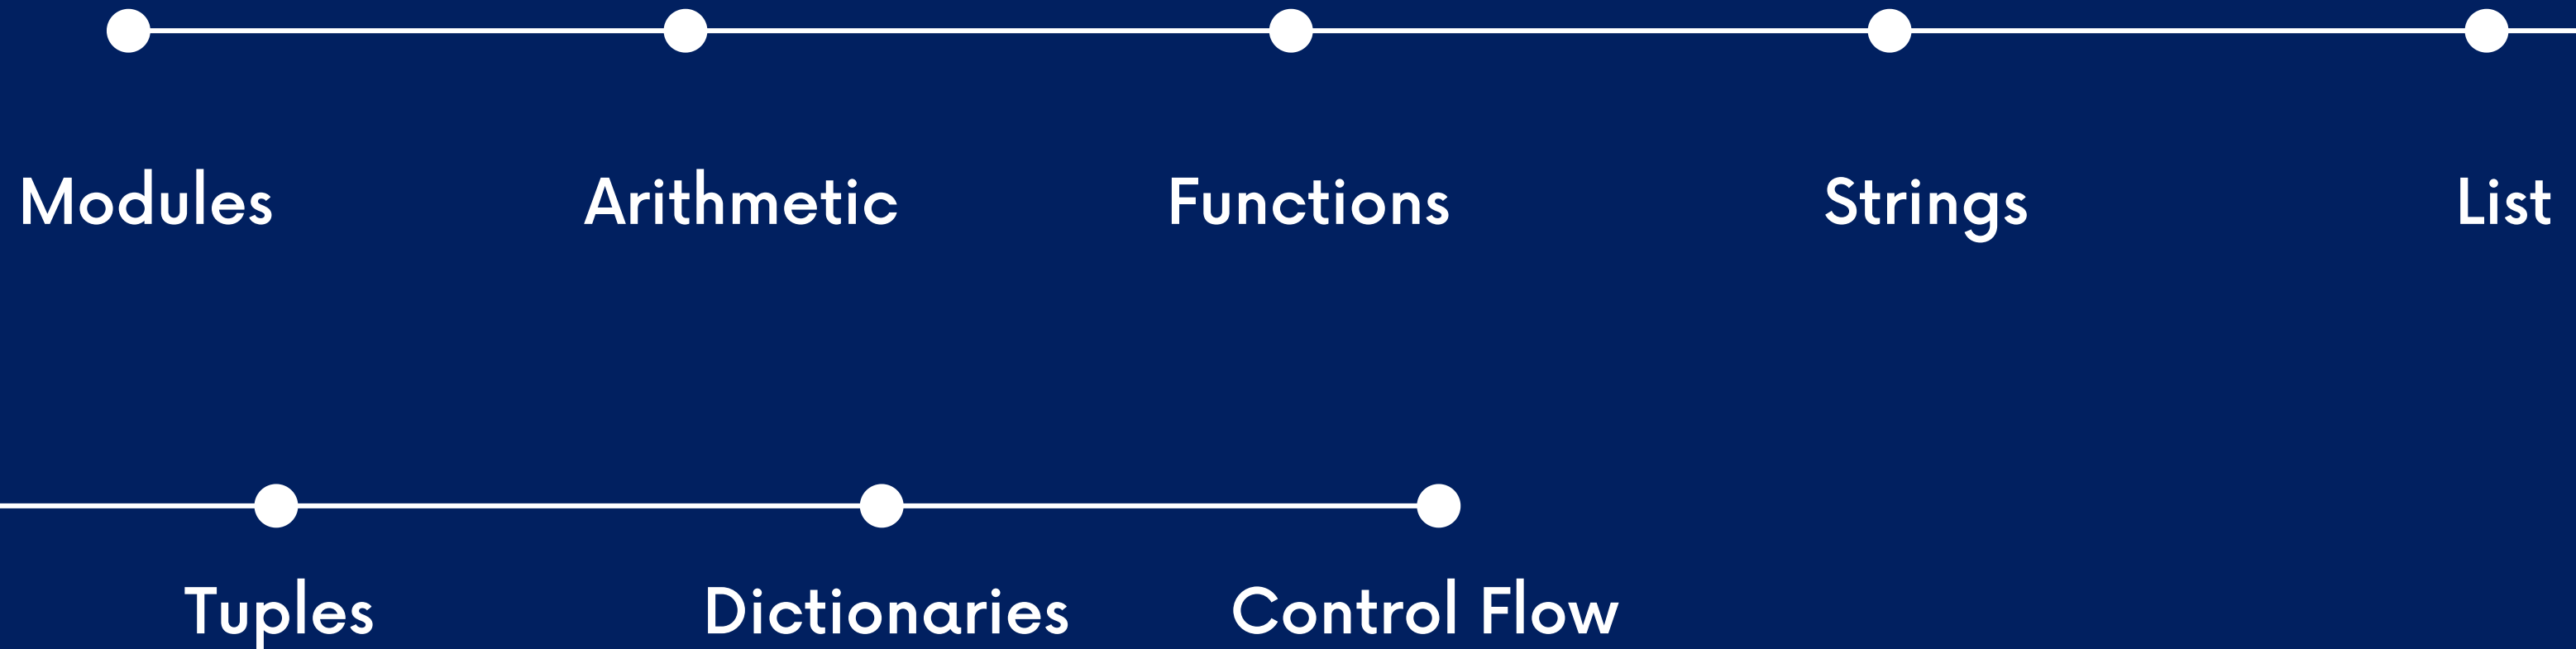 Modules
Arithmetic
Functions
Strings
List
Tuples
Dictionaries
Control Flow